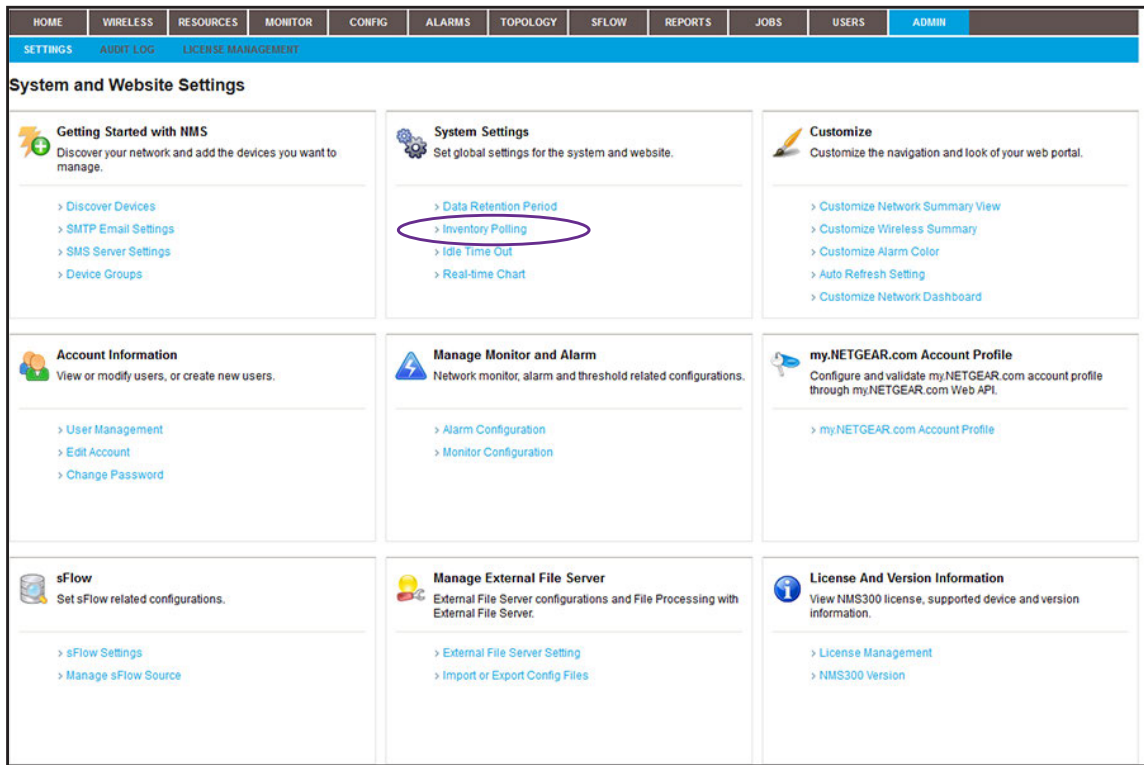 HOME WIRELESS RESOURCES MONITOR CONFIG ALARMS TOPOLOGY SFLOW REPORTS JOBS USERS ADMIN
SETTINGS AUDIT LOG LICENSE MANAGEMENT
System and Website Settings
Getting Started with NMS
Discover your network and add the devices you want to
manage.
> Discover Devices
> SMTP Email Settings
> SMS Server Settings
> Device Groups
System Settings
Set global settings for the system and website.
> Data Retention Period
> Inventory Polling
> Idle Time Out
> Real-time Chart
Customize
Customize the navigation and look of your web portal.
> Customize Network Summary View
> Customize Wireless Summary
> Customize Alarm Color
> Auto Refresh Setting
> Customize Network Dashboard
Account Information
View or modify users, or create new users.
> User Management
> Edit Account
> Change Password
Manage Monitor and Alarm
Network monitor, alarm and threshold related configurations.
> Alarm Configuration
> Monitor Configuration
my.NETGEAR.com Account Profile
Configure and validate my.NETGEAR.com account profile
through my.NETGEAR.com Web API.
> my.NETGEAR.com Account Profile
sFlow
Set sFlow related configurations.
> sFlow Settings
> Manage sFlow Source
Manage External File Server
External File Server configurations and File Processing with
External File Server.
> External File Server Setting
> Import or Export Config Files
License And Version Information
View NMS300 license, supported device and version
information.
> License Management
> NMS300 Version